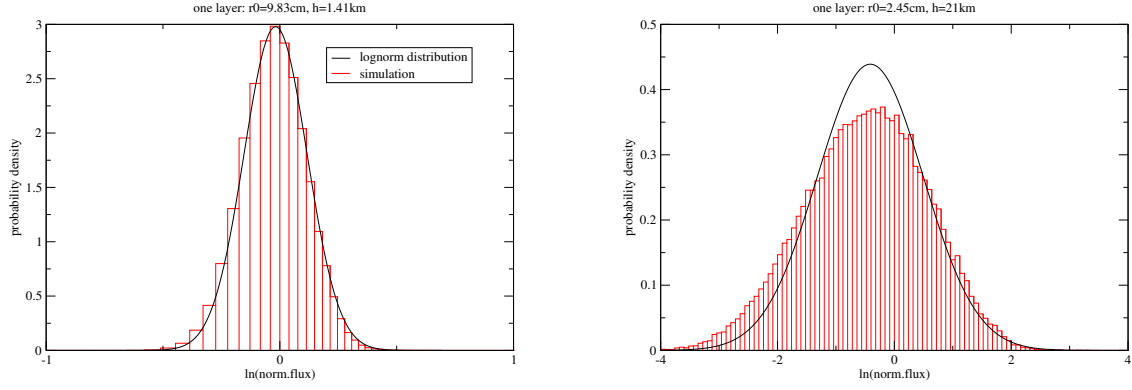 one layer: r0=9.83cm, h=1.41km
3
2.5
2
1.5
1
0.5
0
probability density
lognorm distribution
simulation
-1
0
1
ln(norm.flux)
one layer: r0=2.45cm, h=21km
0.5
0.4
0.3
0.2
0.1
0
probability density
-4
-2
0
2
4
ln(norm.flux)